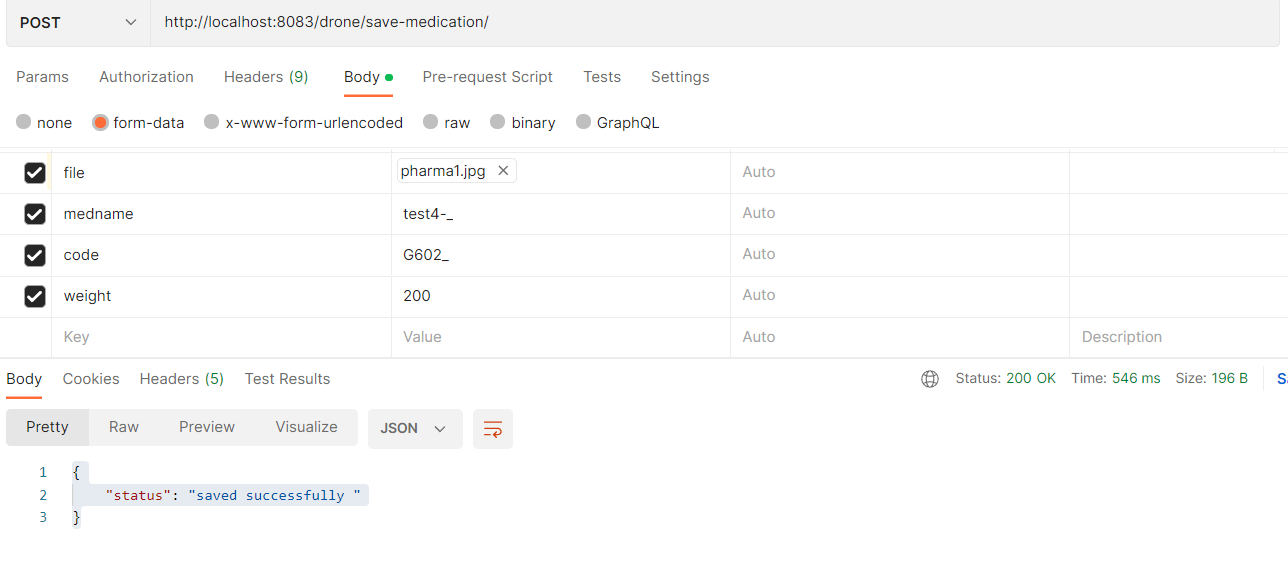 POST http://localhost:8083/drone/save-medication/
Params Authorization Headers (9) Body Pre-request Script Tests Settings
none form-data x-www-form-urlencoded raw binary GraphQL
file pharma1.jpg Auto
medname test4-_ Auto
code G602_ Auto
weight 200 Auto
Key Value Auto Description
Body Cookies Headers (5) Test Results Status: 200 OK Time: 546 ms Size: 196 B
Pretty Raw Preview Visualize JSON
1 {
2 "status": "saved successfully "
3 }